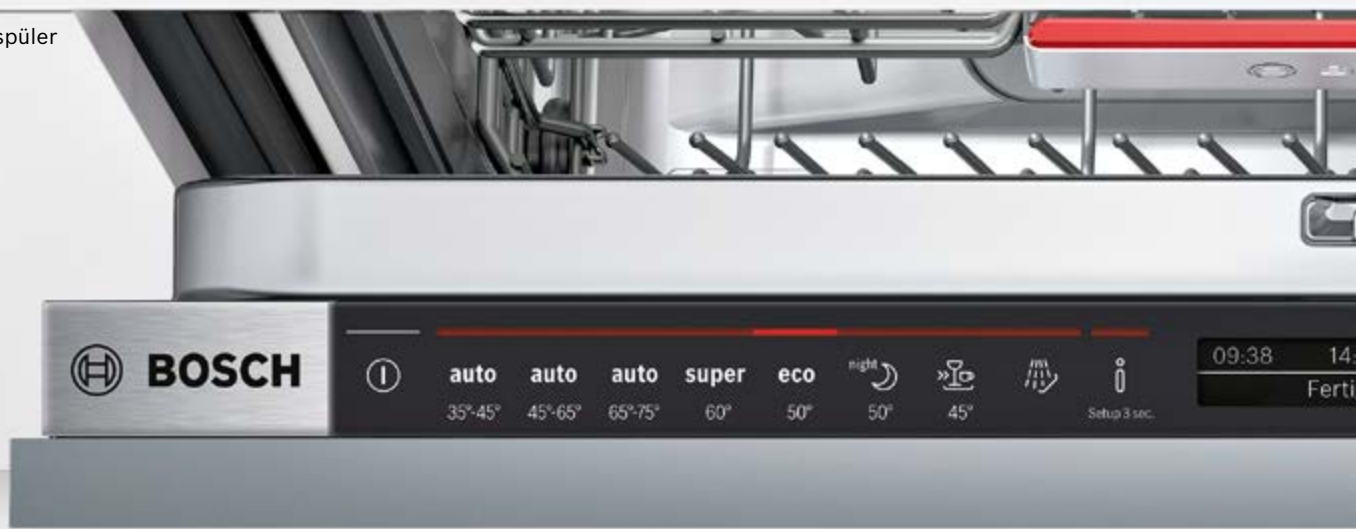 spüler
BOSCH
auto auto auto super eco night
35°-45° 45°-65° 65°-75° 60° 50° 50° 45° Setup 3 sec.
09:38 14:
Ferti